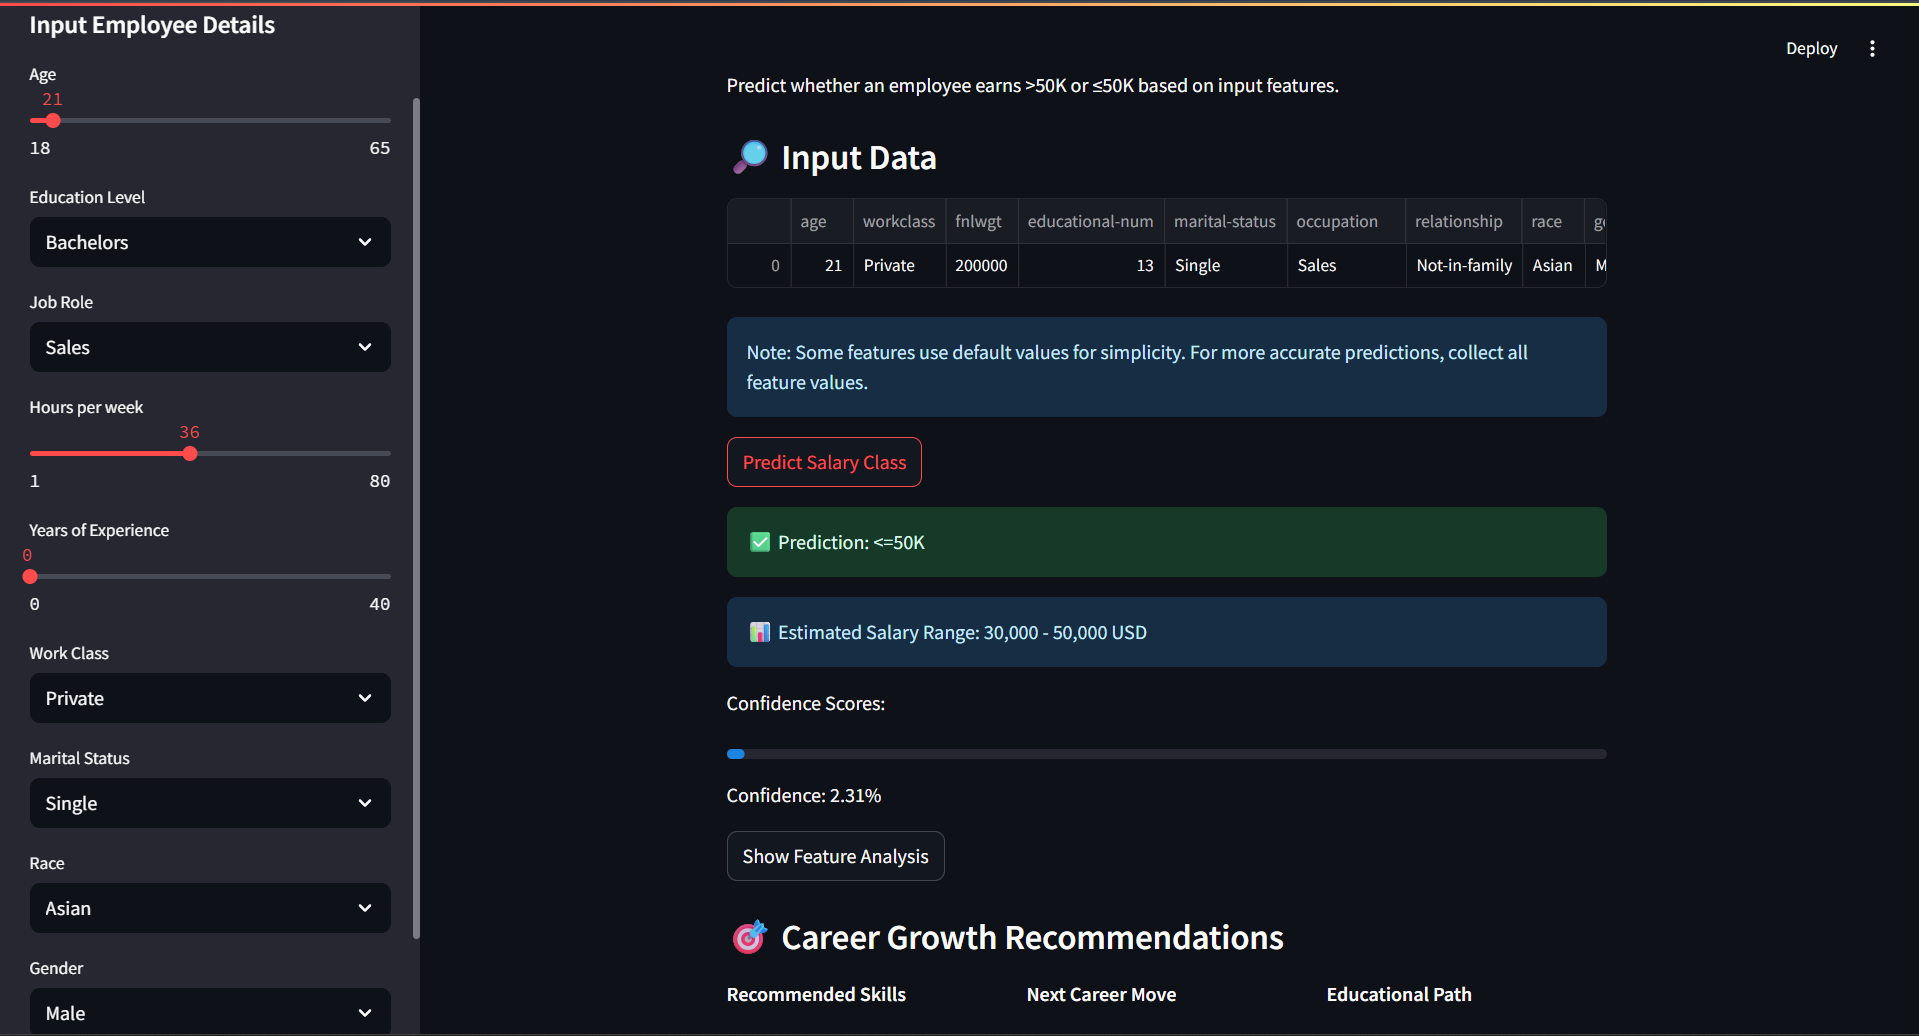 Input Employee Details
Age
21
18 65
Education Level
Bachelors
Job Role
Sales
Hours per week
36
1 80
Years of Experience
0
0 40
Work Class
Private
Marital Status
Single
Race
Asian
Gender
Male
Deploy
Predict whether an employee earns >50K or ≤50K based on input features.
Input Data
age workclass fnlwgt educational-num marital-status occupation relationship race
0 21 Private 200000 13 Single Sales Not-in-family Asian M
Note: Some features use default values for simplicity. For more accurate predictions, collect all
feature values.
Predict Salary Class
Prediction: <=50K
Estimated Salary Range: 30,000 - 50,000 USD
Confidence Scores:
Confidence: 2.31%
Show Feature Analysis
Career Growth Recommendations
Recommended Skills Next Career Move Educational Path